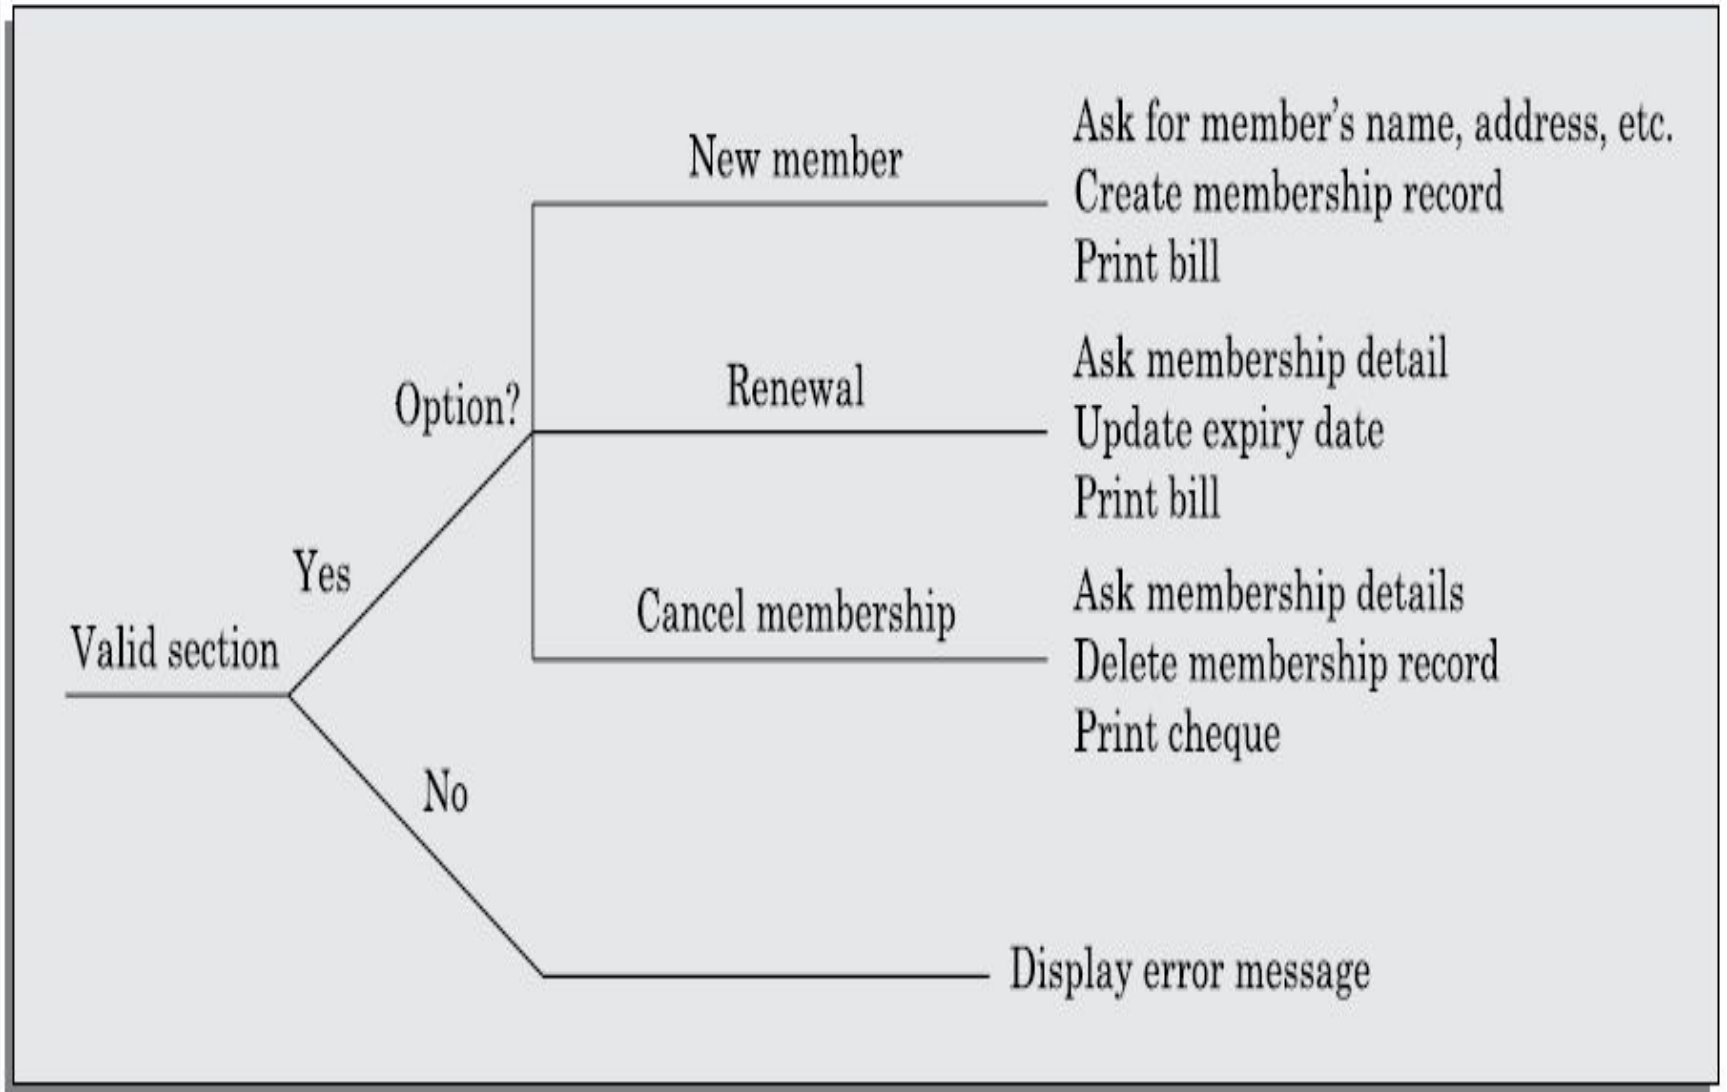 New member
Ask for member's name, address, etc.
Create membership record
Print bill
Option?
Renewal
Ask membership detail
Update expiry date
Print bill
Yes
Cancel membership
Ask membership details
Delete membership record
Print cheque
Valid section
No
Display error message